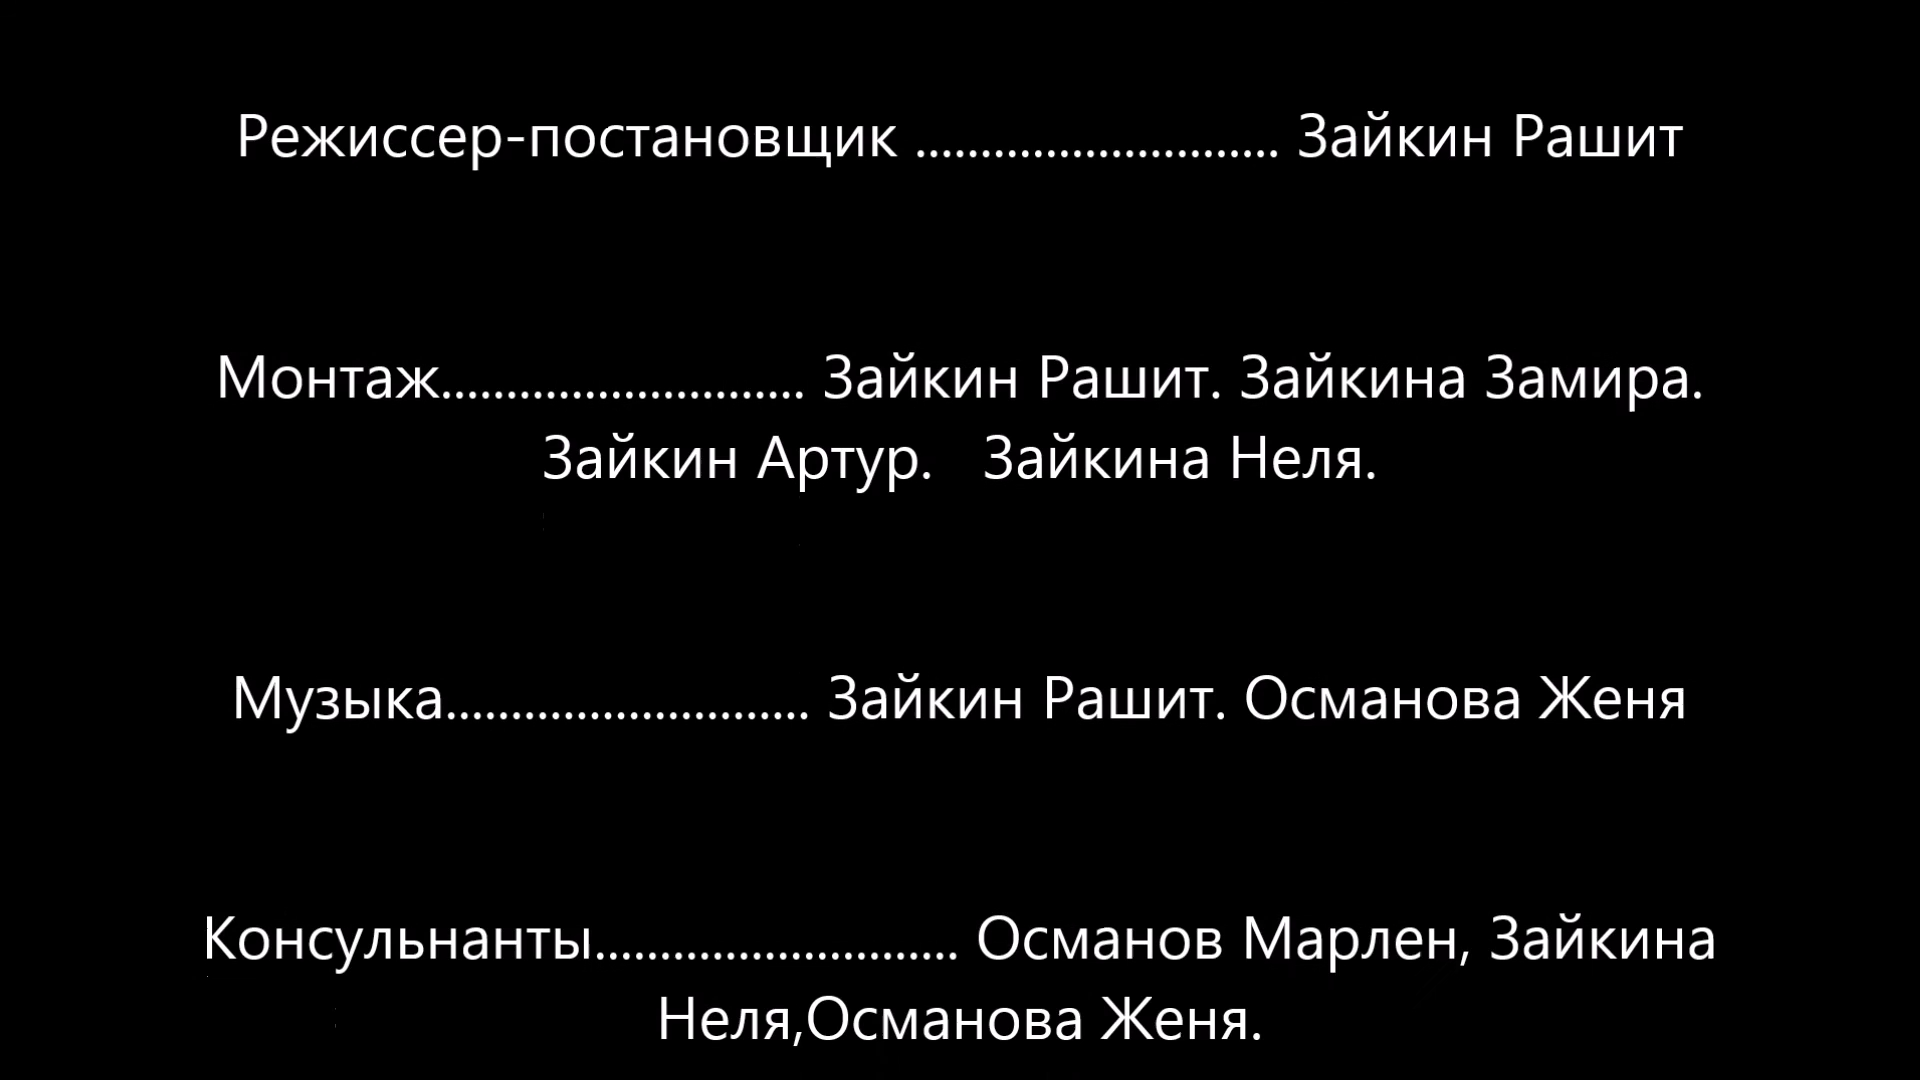 Режиссер-постановщик ............................ Зайкин Рашит
Монтаж............................ Зайкин Рашит. Зайкина Замира.
Зайкин Артур.   Зайкина Неля.
Музыка............................ Зайкин Рашит. Османова Женя
Консульнанты............................ Османов Марлен, Зайкина
Неля,Османова Женя.